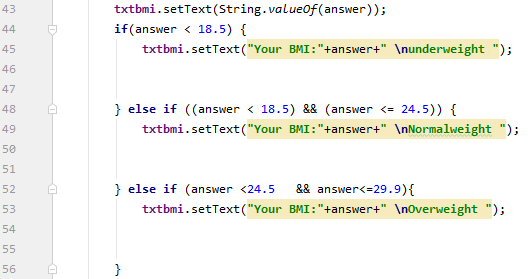 43 txtbmi.setText(String.valueOf(answer));
44 if(answer < 18.5) {
45 txtbmi.setText("Your BMI:"+answer+" \nunderweight ");
46
47
48 } else if ((answer < 18.5) && (answer <= 24.5)) {
49 txtbmi.setText("Your BMI:"+answer+" \nNormalweight ");
50
51
52 } else if (answer <24.5   && answer<=29.9){
53 txtbmi.setText("Your BMI:"+answer+" \nOverweight ");
54
55
56 }